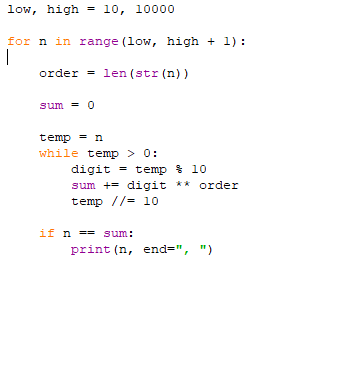 low, high = 10, 10000
for n in range(low, high + 1):
    order = len(str(n))
    sum = 0
    temp = n
    while temp > 0:
        digit = temp % 10
        sum += digit ** order
        temp //= 10
    if n == sum:
        print(n, end=", ")